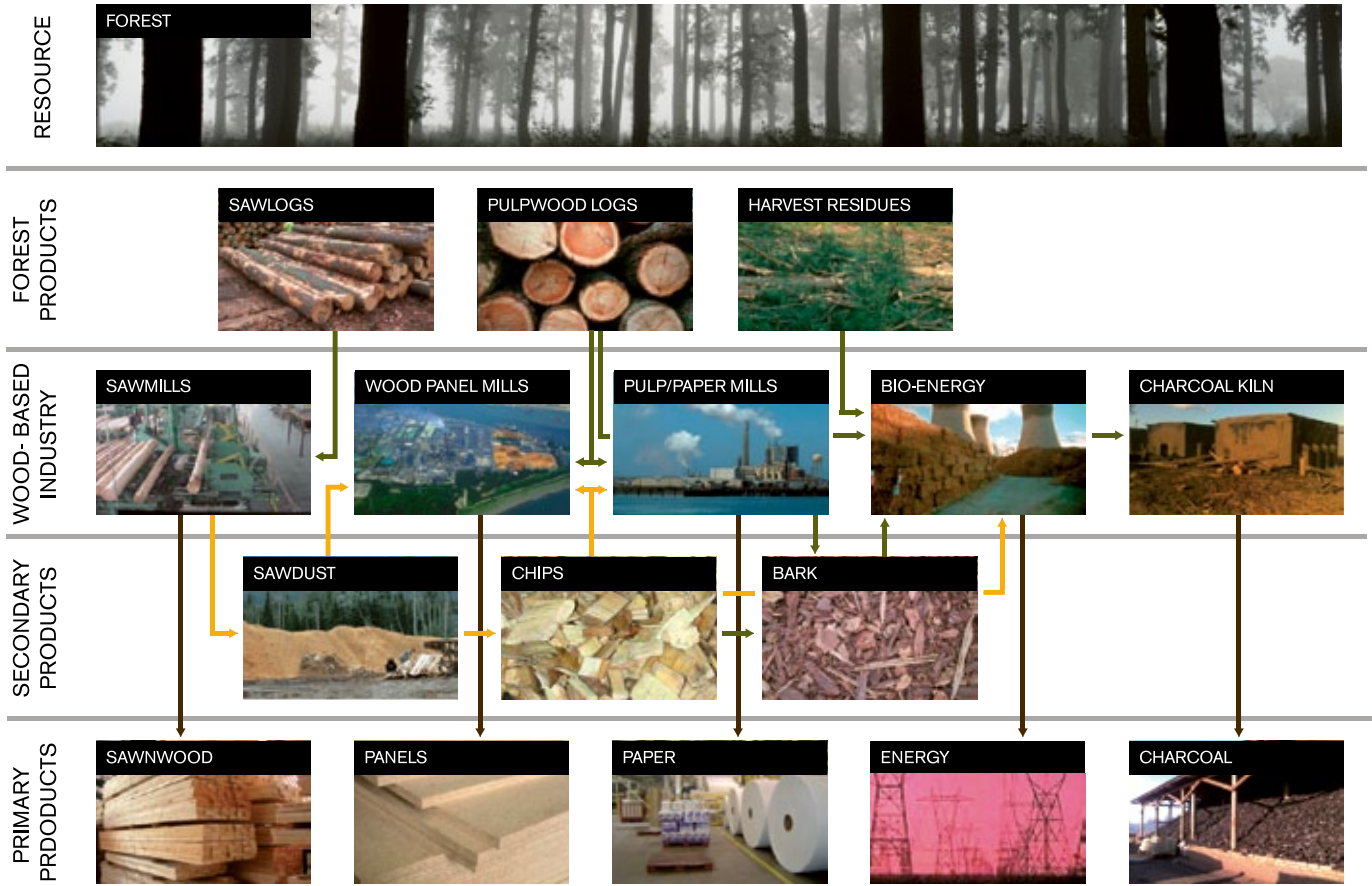 RESOURCE
FOREST
FOREST
PRODUCTS
SAWLOGS
PULPWOOD LOGS
HARVEST RESIDUES
WOOD- BASED
INDUSTRY
SAWMILLS
WOOD PANEL MILLS
PULP/PAPER MILLS
BIO-ENERGY
CHARCOAL KILN
SECONDARY
PRODUCTS
SAWDUST
CHIPS
BARK
PRIMARY
PRODUCTS
SAWNWOOD
PANELS
PAPER
ENERGY
CHARCOAL